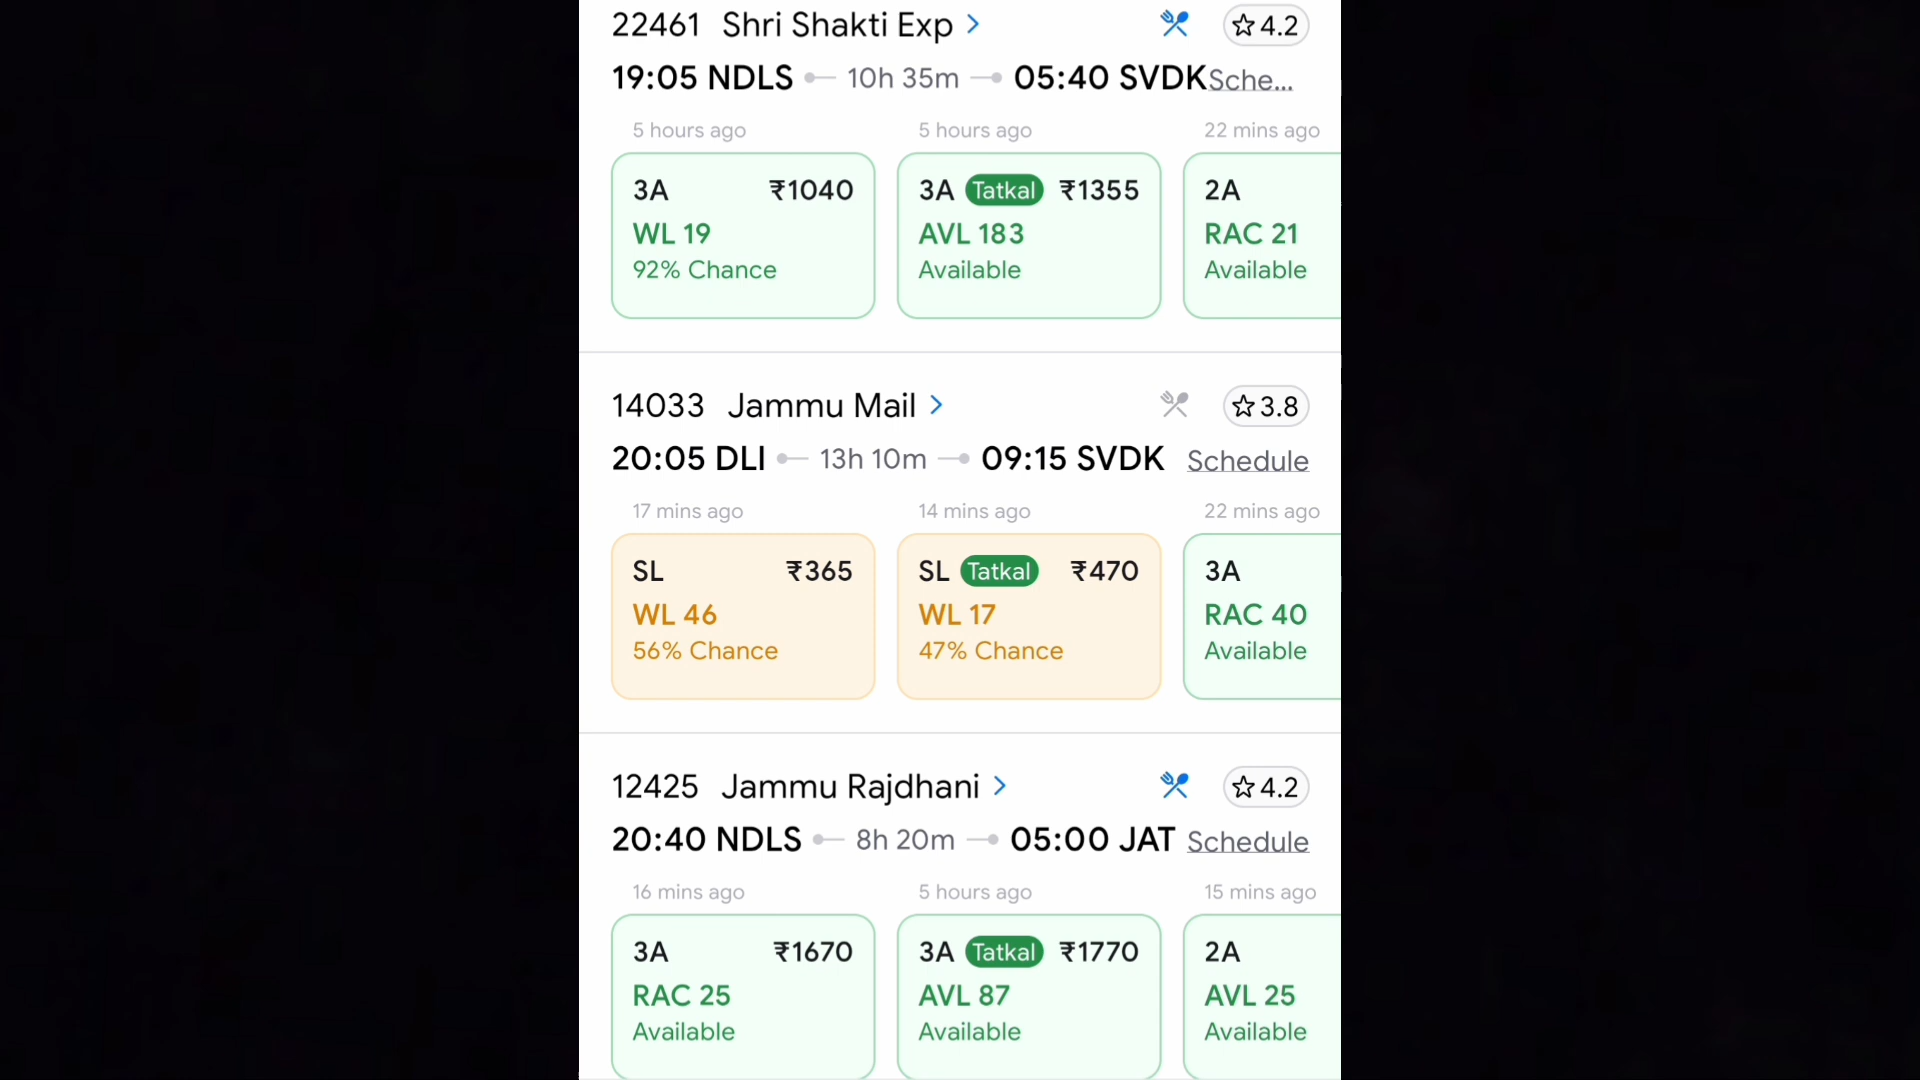 22461 Shri Shakti Exp > 4.2
19:05 NDLS 10h 35m 05:40 SVDK Sche...
5 hours ago 5 hours ago 22 mins ago
3A ₹1040 3A Tatkal ₹1355 2A
WL 19 AVL 183 RAC 21
92% Chance Available Available
14033 Jammu Mail > 3.8
20:05 DLI 13h 10m 09:15 SVDK Schedule
17 mins ago 14 mins ago 22 mins ago
SL ₹365 SL Tatkal ₹470 3A
WL 46 WL 17 RAC 40
56% Chance 47% Chance Available
12425 Jammu Rajdhani > 4.2
20:40 NDLS 8h 20m 05:00 JAT Schedule
16 mins ago 5 hours ago 15 mins ago
3A ₹1670 3A Tatkal ₹1770 2A
RAC 25 AVL 87 AVL 25
Available Available Available